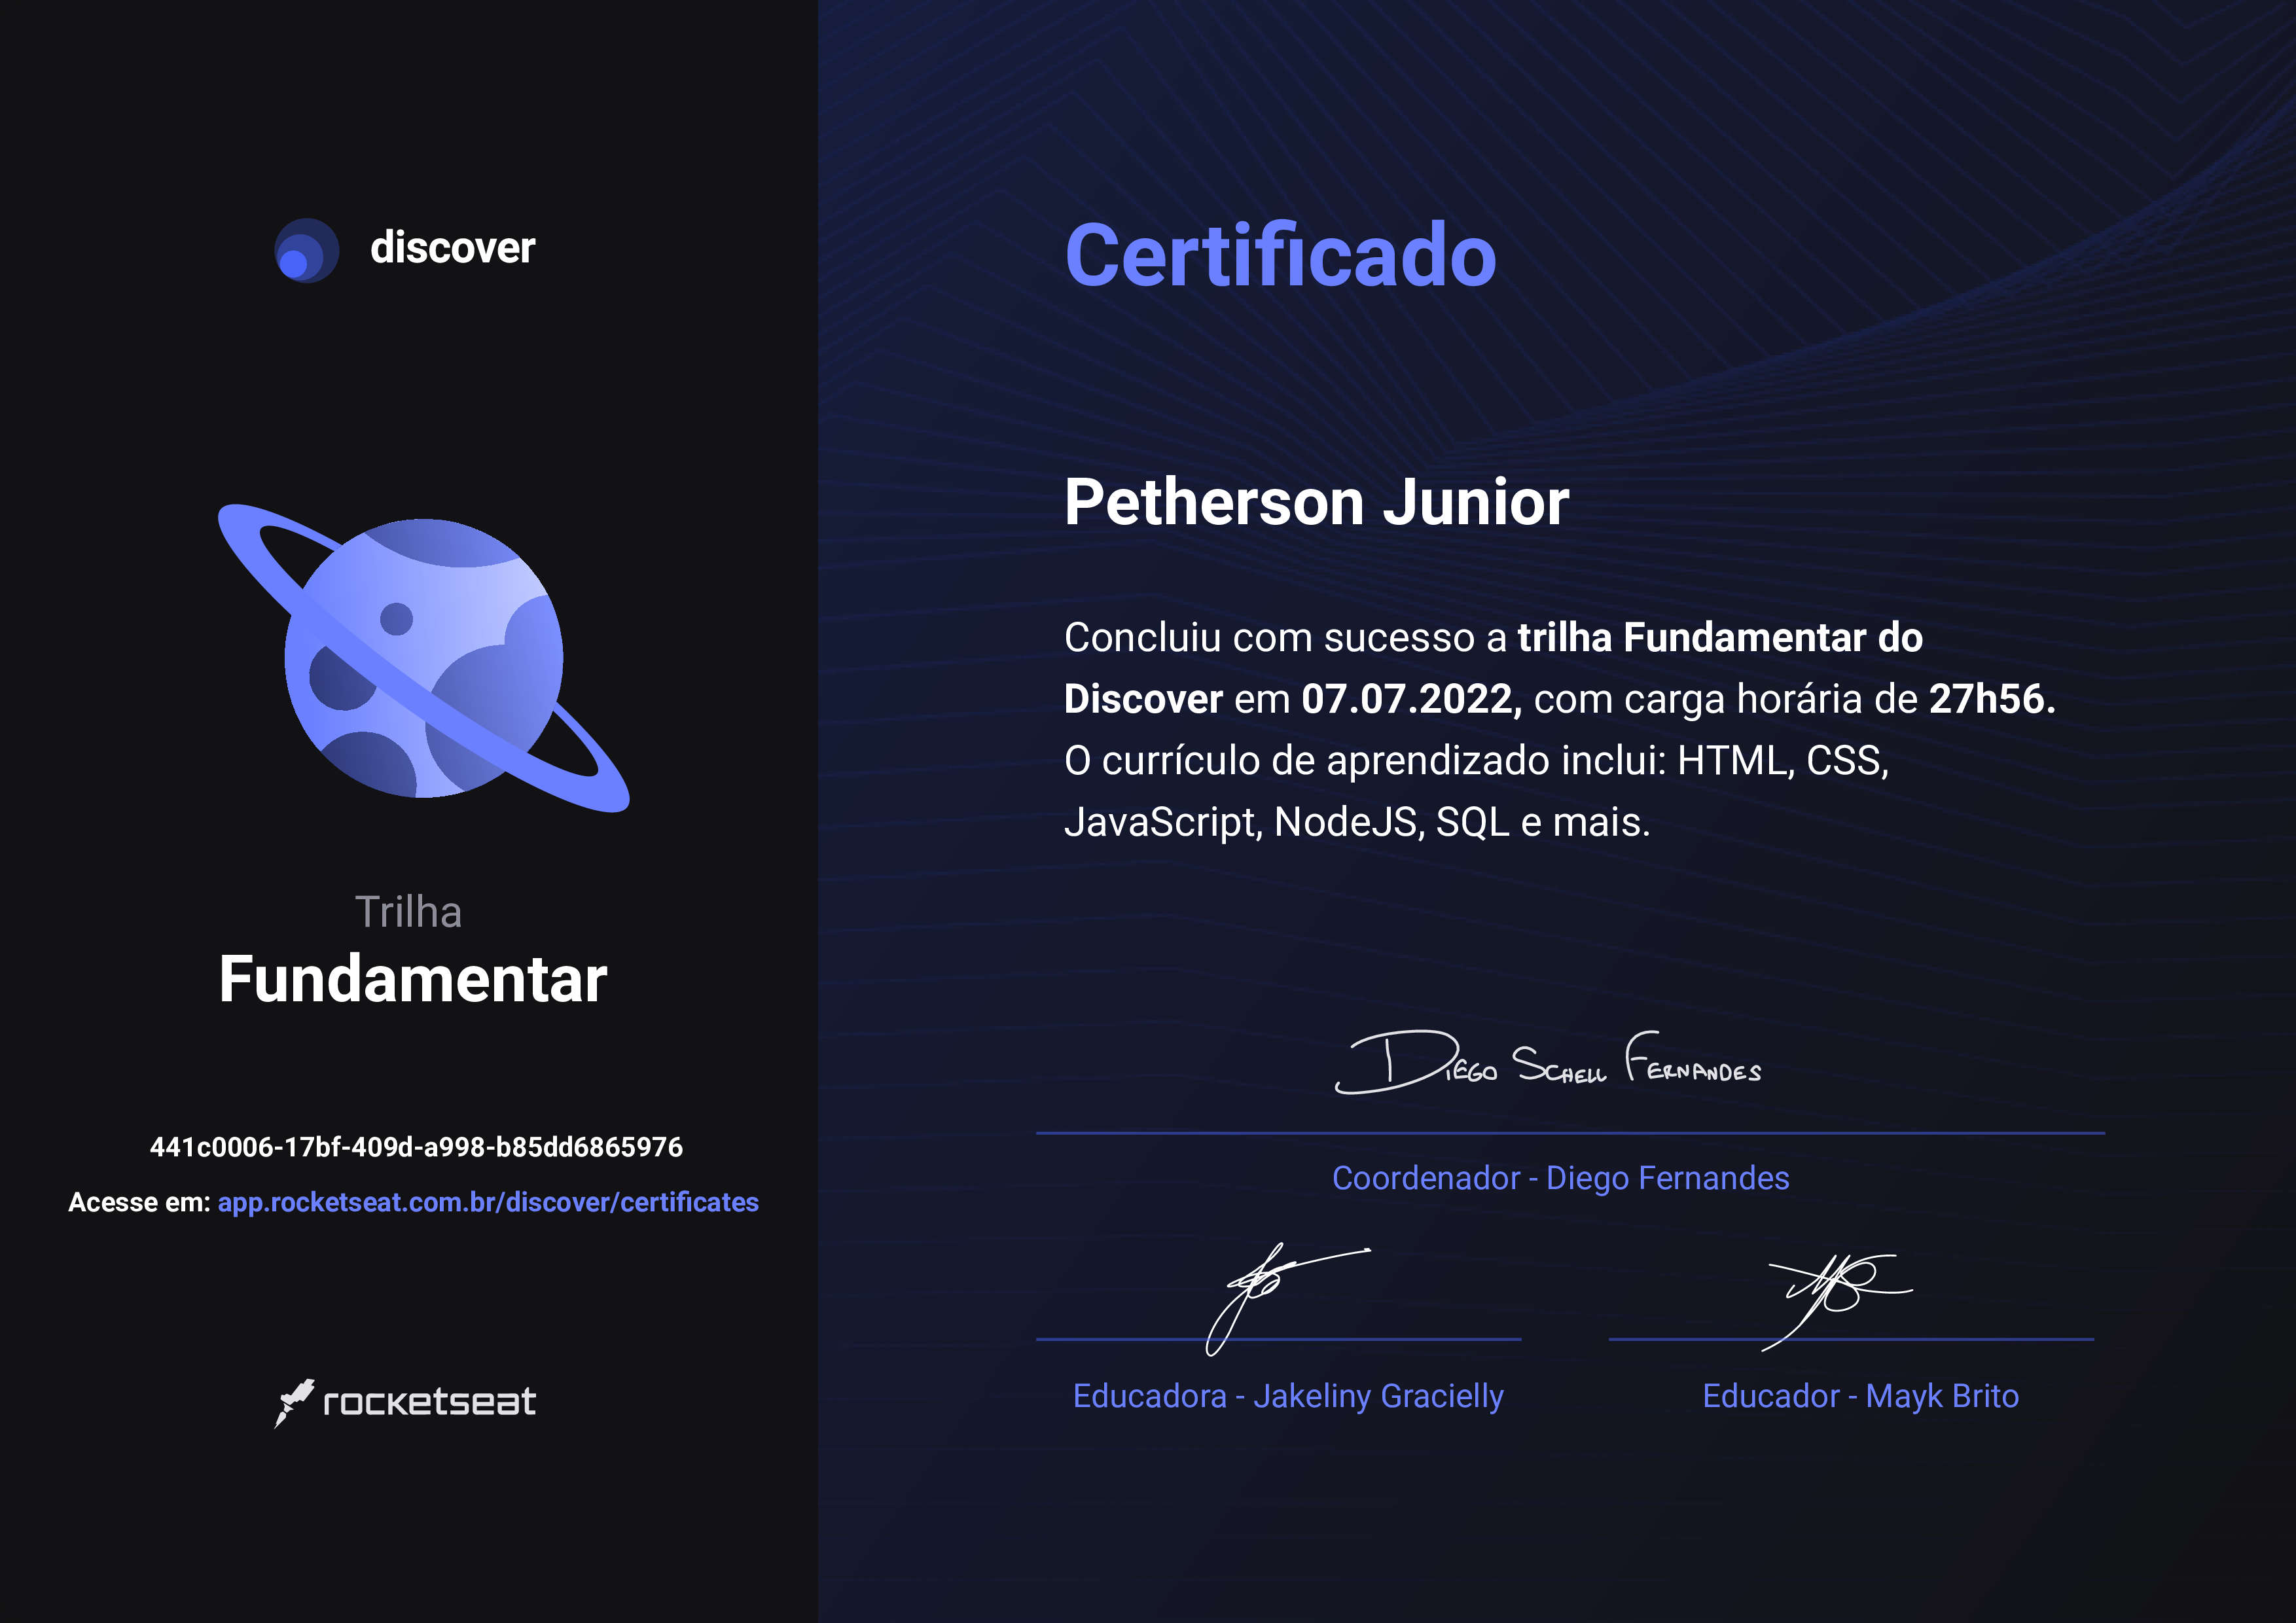 discover
Trilha
Fundamentar
441c0006-17bf-409d-a998-b85dd6865976
Acesse em: app.rocketseat.com.br/discover/certificates
rocketseat
Certificado
Petherson Junior
Concluiu com sucesso a trilha Fundamentar do
Discover em 07.07.2022, com carga horária de 27h56.
O currículo de aprendizado inclui: HTML, CSS,
JavaScript, NodeJS, SQL e mais.
Diego Schell Fernandes
Coordenador - Diego Fernandes
Educadora - Jakeliny Gracielly
Educador - Mayk Brito